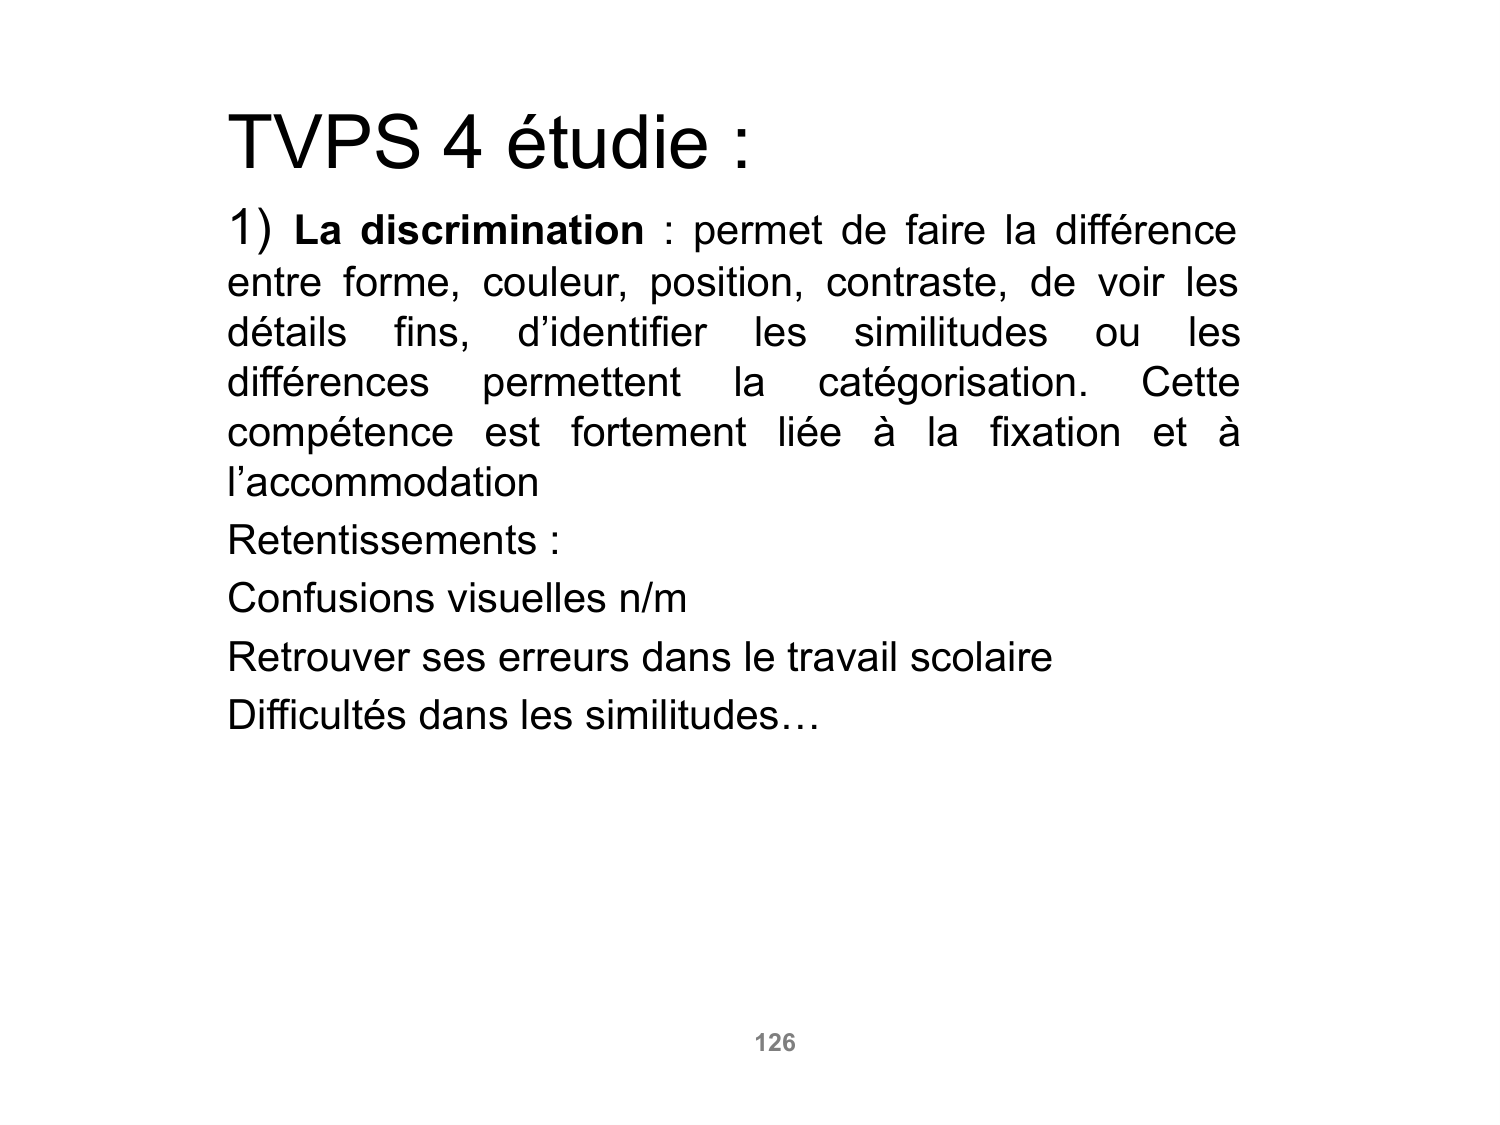 TVPS 4 étudie :
1) La discrimination : permet de faire la différence
entre forme, couleur, position, contraste, de voir les
détails fins, d’identifier les similitudes ou les
différences permettent la catégorisation. Cette
compétence est fortement liée à la fixation et à
l’accommodation
Retentissements :
Confusions visuelles n/m
Retrouver ses erreurs dans le travail scolaire
Difficultés dans les similitudes…
126